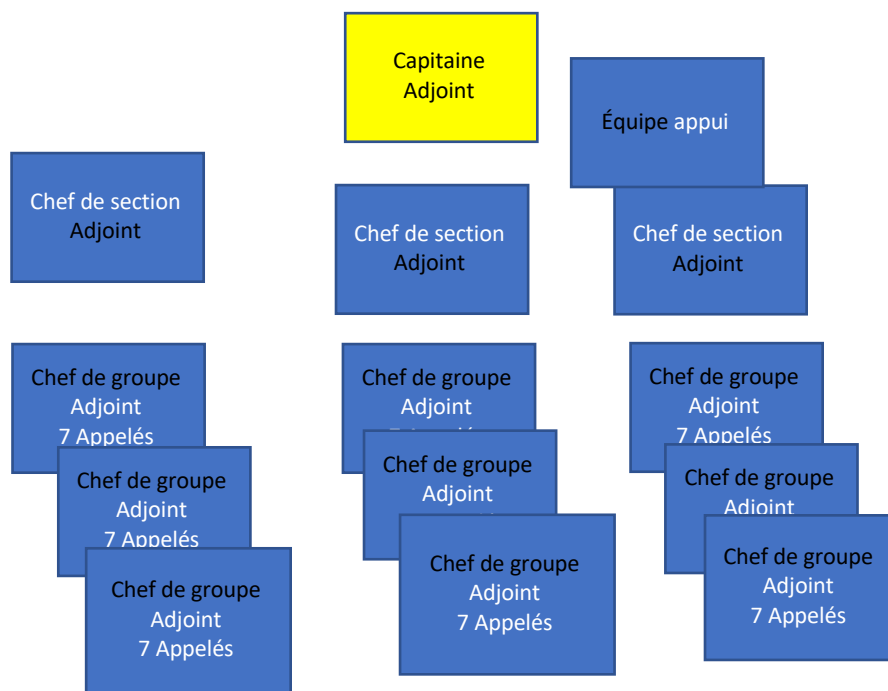 Capitaine
Adjoint
Équipe appui
Chef de section
Adjoint
Chef de section
Adjoint
Chef de section
Adjoint
Chef de groupe
Adjoint
7 Appelés
Chef de groupe
Adjoint
7 Appelés
Chef de groupe
Adjoint
7 Appelés
Chef de groupe
Adjoint
Chef de groupe
Adjoint
Chef de groupe
Adjoint
7 Appelés
Chef de groupe
Adjoint
7 Appelés
Chef de groupe
Adjoint
Chef de groupe
Adjoint
7 Appelés